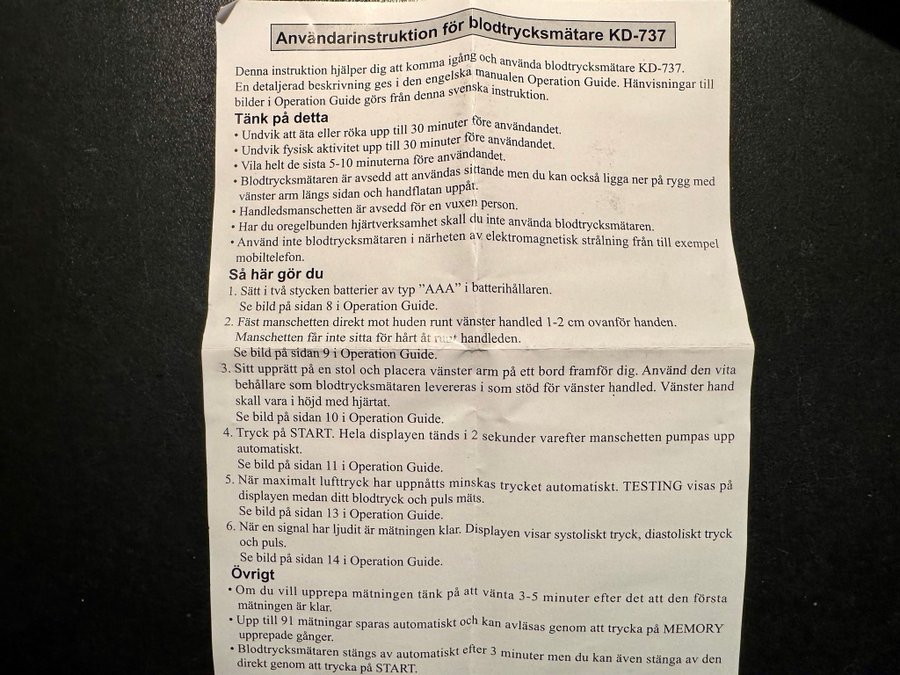 Användarinstruktion för blodtrycksmätare KD-737
Denna instruktion hjälper dig att komma igång och använda blodtrycksmätare KD-737.
En detaljerad beskrivning ges i den engelska manualen Operation Guide. Hänvisningar till
bilder i Operation Guide görs från denna svenska instruktion.
Tänk på detta
• Undvik att äta eller röka upp till 30 minuter före användandet.
• Undvik fysisk aktivitet upp till 30 minuter före användandet.
• Vila helt de sista 5-10 minuterna före användandet.
• Blodtrycksmätaren är avsedd att användas sittande men du kan också ligga ner på rygg med
vänster arm längs sidan och handflatan uppåt.
• Handledsmanschetten är avsedd för en vuxen person.
• Har du oregelbunden hjärtverksamhet skall du inte använda blodtrycksmätaren.
• Använd inte blodtrycksmätaren i närheten av elektromagnetisk strålning från till exempel
mobiltelefon.
Så här gör du
1. Sätt i två stycken batterier av typ ”AAA” i batterihållaren.
Se bild på sidan 8 i Operation Guide.
2. Fäst manschetten direkt mot huden runt vänster handled 1-2 cm ovanför handen.
Manschetten får inte sitta för hårt åt runt handleden.
Se bild på sidan 9 i Operation Guide.
3. Sitt upprätt på en stol och placera vänster arm på ett bord framför dig. Använd den vita
behållare som blodtrycksmätaren levereras i som stöd för vänster handled. Vänster hand
skall vara i höjd med hjärtat.
Se bild på sidan 10 i Operation Guide.
4. Tryck på START. Hela displayen tänds i 2 sekunder varefter manschetten pumpas upp
automatiskt.
Se bild på sidan 11 i Operation Guide.
5. När maximalt lufttryck har uppnåtts minskas trycket automatiskt. TESTING visas på
displayen medan ditt blodtryck och puls mäts.
Se bild på sidan 13 i Operation Guide.
6. När en signal har ljudit är mätningen klar. Displayen visar systoliskt tryck, diastoliskt tryck
och puls.
Se bild på sidan 14 i Operation Guide.
Övrigt
• Om du vill upprepa mätningen tänk på att vänta 3-5 minuter efter det att den första
mätningen är klar.
• Upp till 91 mätningar sparas automatiskt och kan avläsas genom att trycka på MEMORY
upprepade gånger.
• Blodtrycksmätaren stängs av automatiskt efter 3 minuter men du kan även stänga av den
direkt genom att trycka på START.